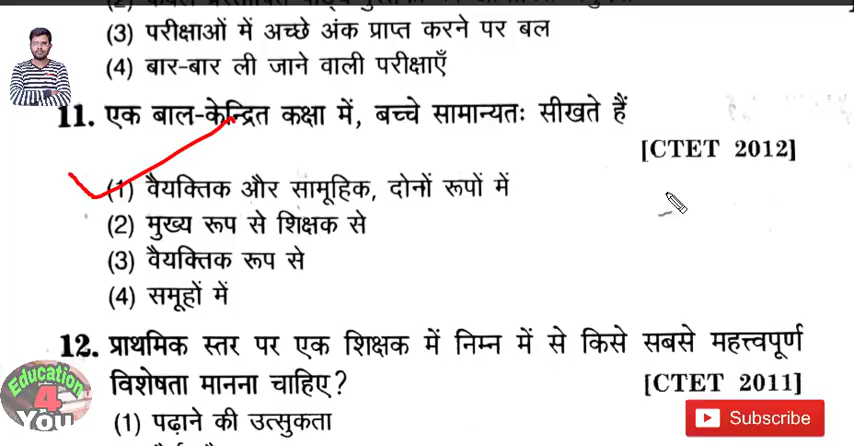 (3) परीक्षाओं में अच्छे अंक प्राप्त करने पर बल
(4) बार-बार ली जाने वाली परीक्षाएँ
11. एक बाल-केन्द्रित कक्षा में, बच्चे सामान्यतः सीखते हैं
[CTET 2012]
(1) वैयक्तिक और सामूहिक, दोनों रूपों में
(2) मुख्य रूप से शिक्षक से
(3) वैयक्तिक रूप से
(4) समूहों में
12. प्राथमिक स्तर पर एक शिक्षक में निम्न में से किसे सबसे महत्त्वपूर्ण
विशेषता मानना चाहिए?
[CTET 2011]
(1) पढ़ाने की उत्सुकता
Education
4
You
Subscribe